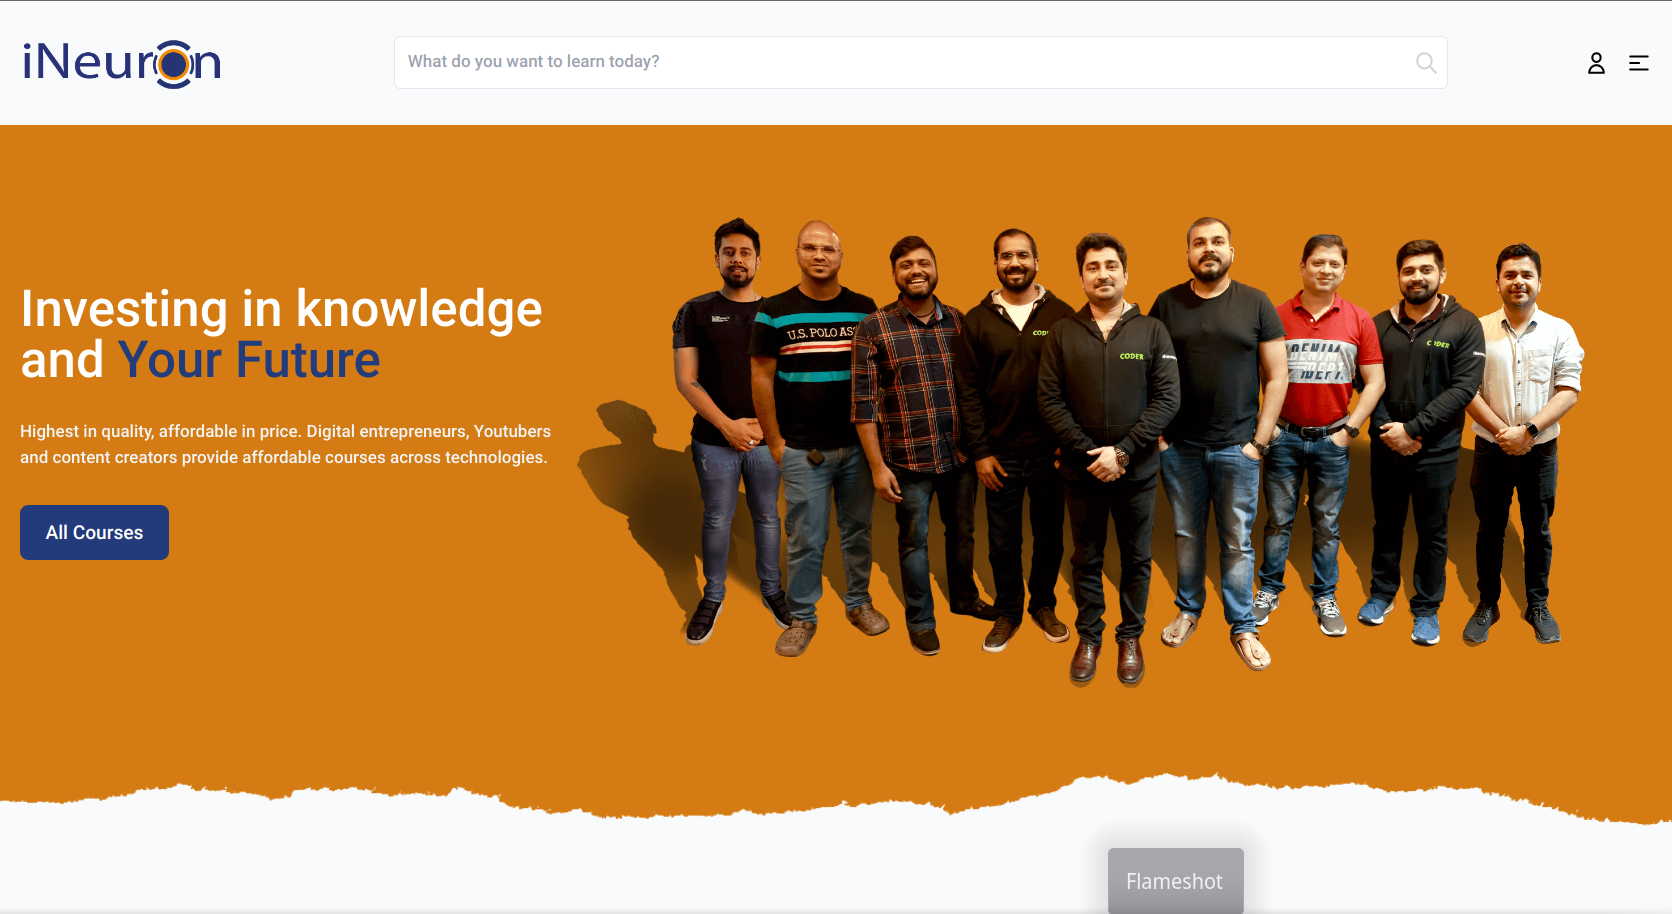 iNeuron
What do you want to learn today?
Investing in knowledge
and Your Future
Highest in quality, affordable in price. Digital entrepreneurs, Youtubers
and content creators provide affordable courses across technologies.
All Courses
U.S. POLO ASS
CODER
CODER
DENIM
DEPT.
CODER
Flameshot